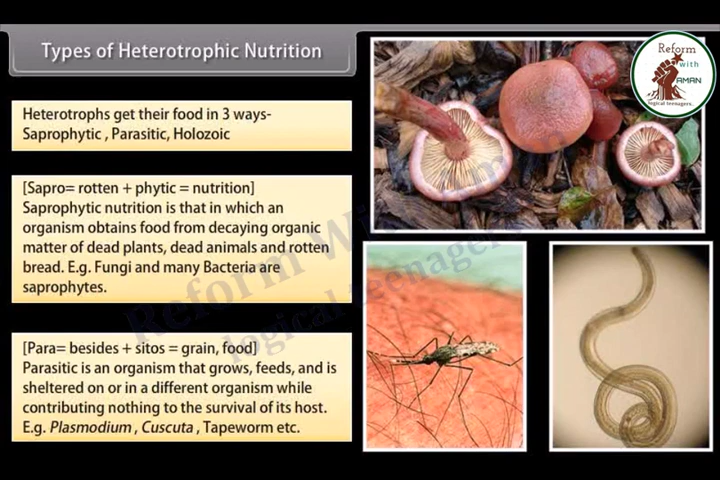 Types of Heterotrophic Nutrition
Reform
with
AMAN
logical teenagers.
Heterotrophs get their food in 3 ways-
Saprophytic , Parasitic, Holozoic
[Sapro= rotten + phytic = nutrition]
Saprophytic nutrition is that in which an
organism obtains food from decaying organic
matter of dead plants, dead animals and rotten
bread. E.g. Fungi and many Bacteria are
saprophytes.
[Para= besides + sitos = grain, food]
Parasitic is an organism that grows, feeds, and is
sheltered on or in a different organism while
contributing nothing to the survival of its host.
E.g. Plasmodium , Cuscuta , Tapeworm etc.
Reform
logical teenagers